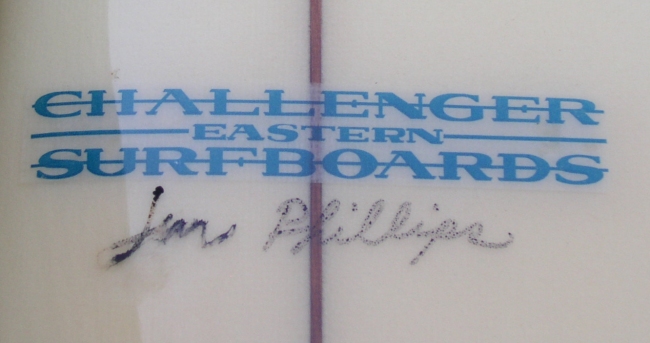 CHALLENGER
EASTERN
SURFBOARDS
Jim Phillips